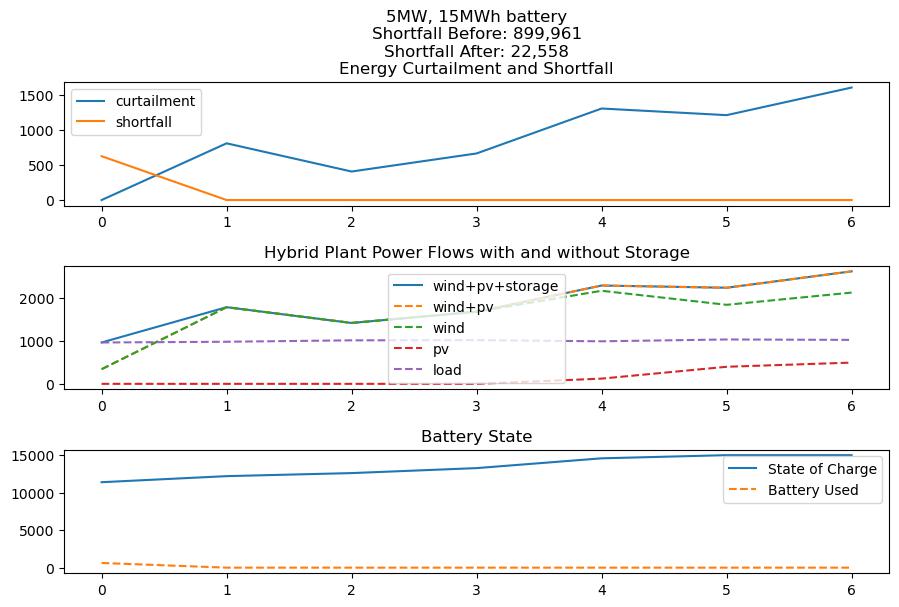 5MW, 15MWh battery
Shortfall Before: 899,961
Shortfall After: 22,558
Energy Curtailment and Shortfall
1500
1000
500
0
curtailment
shortfall
0 1 2 3 4 5 6
Hybrid Plant Power Flows with and without Storage
2000
1000
0
wind+pv+storage
wind+pv
wind
pv
load
0 1 2 3 4 5 6
Battery State
15000
10000
5000
0
State of Charge
Battery Used
0 1 2 3 4 5 6